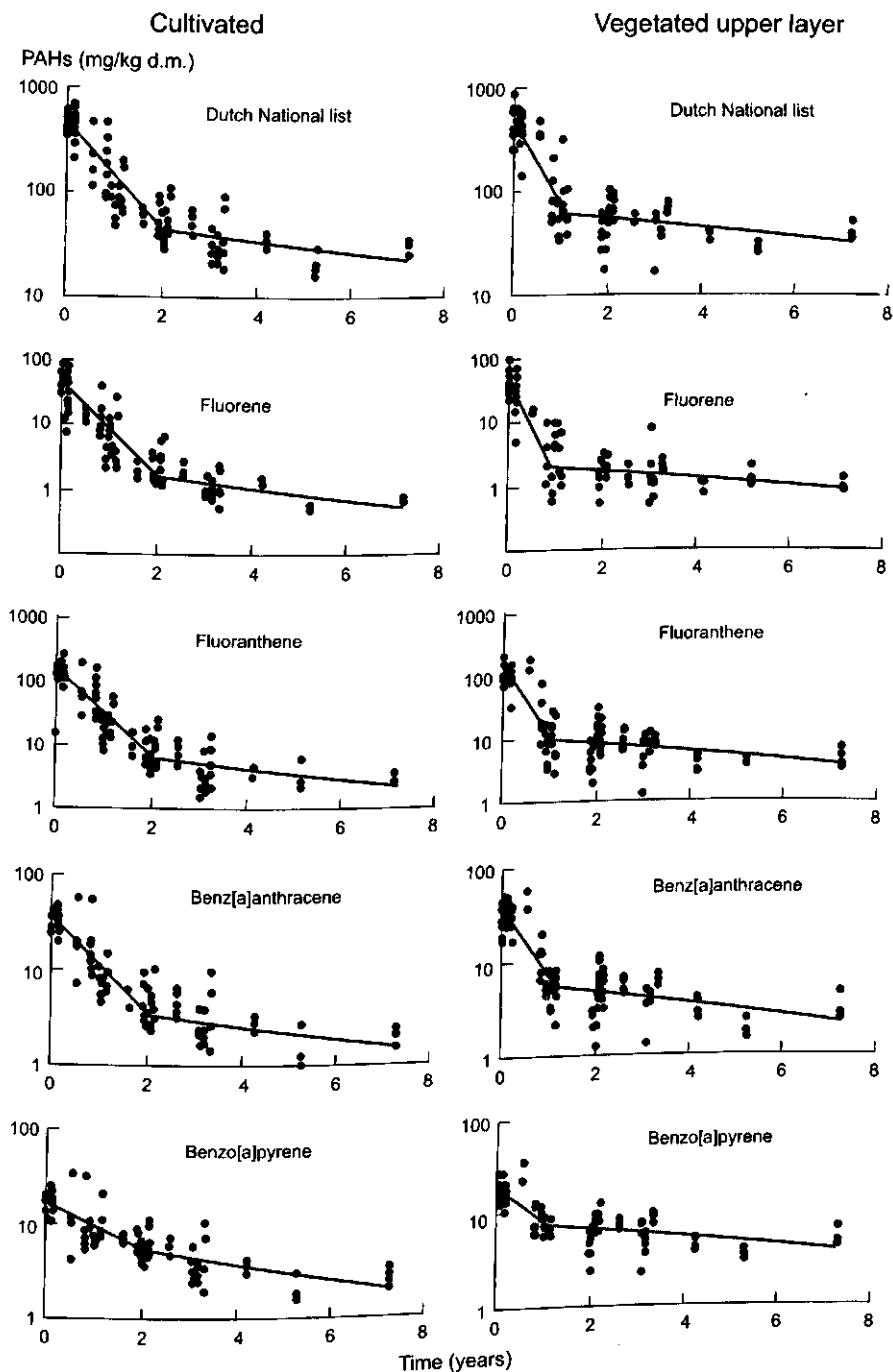 Cultivated
Vegetated upper layer
PAHs (mg/kg d.m.)
1000
100
10
0 2 4 6 8
Dutch National list
1000
100
10
0 2 4 6 8
Dutch National list
100
10
1
0 2 4 6 8
Fluorene
100
10
1
0 2 4 6 8
Fluorene
1000
100
10
1
0 2 4 6 8
Fluoranthene
1000
100
10
1
0 2 4 6 8
Fluoranthene
100
10
1
0 2 4 6 8
Benz[a]anthracene
100
10
1
0 2 4 6 8
Benz[a]anthracene
100
10
1
0 2 4 6 8
Benzo[a]pyrene
100
10
1
0 2 4 6 8
Benzo[a]pyrene
Time (years)